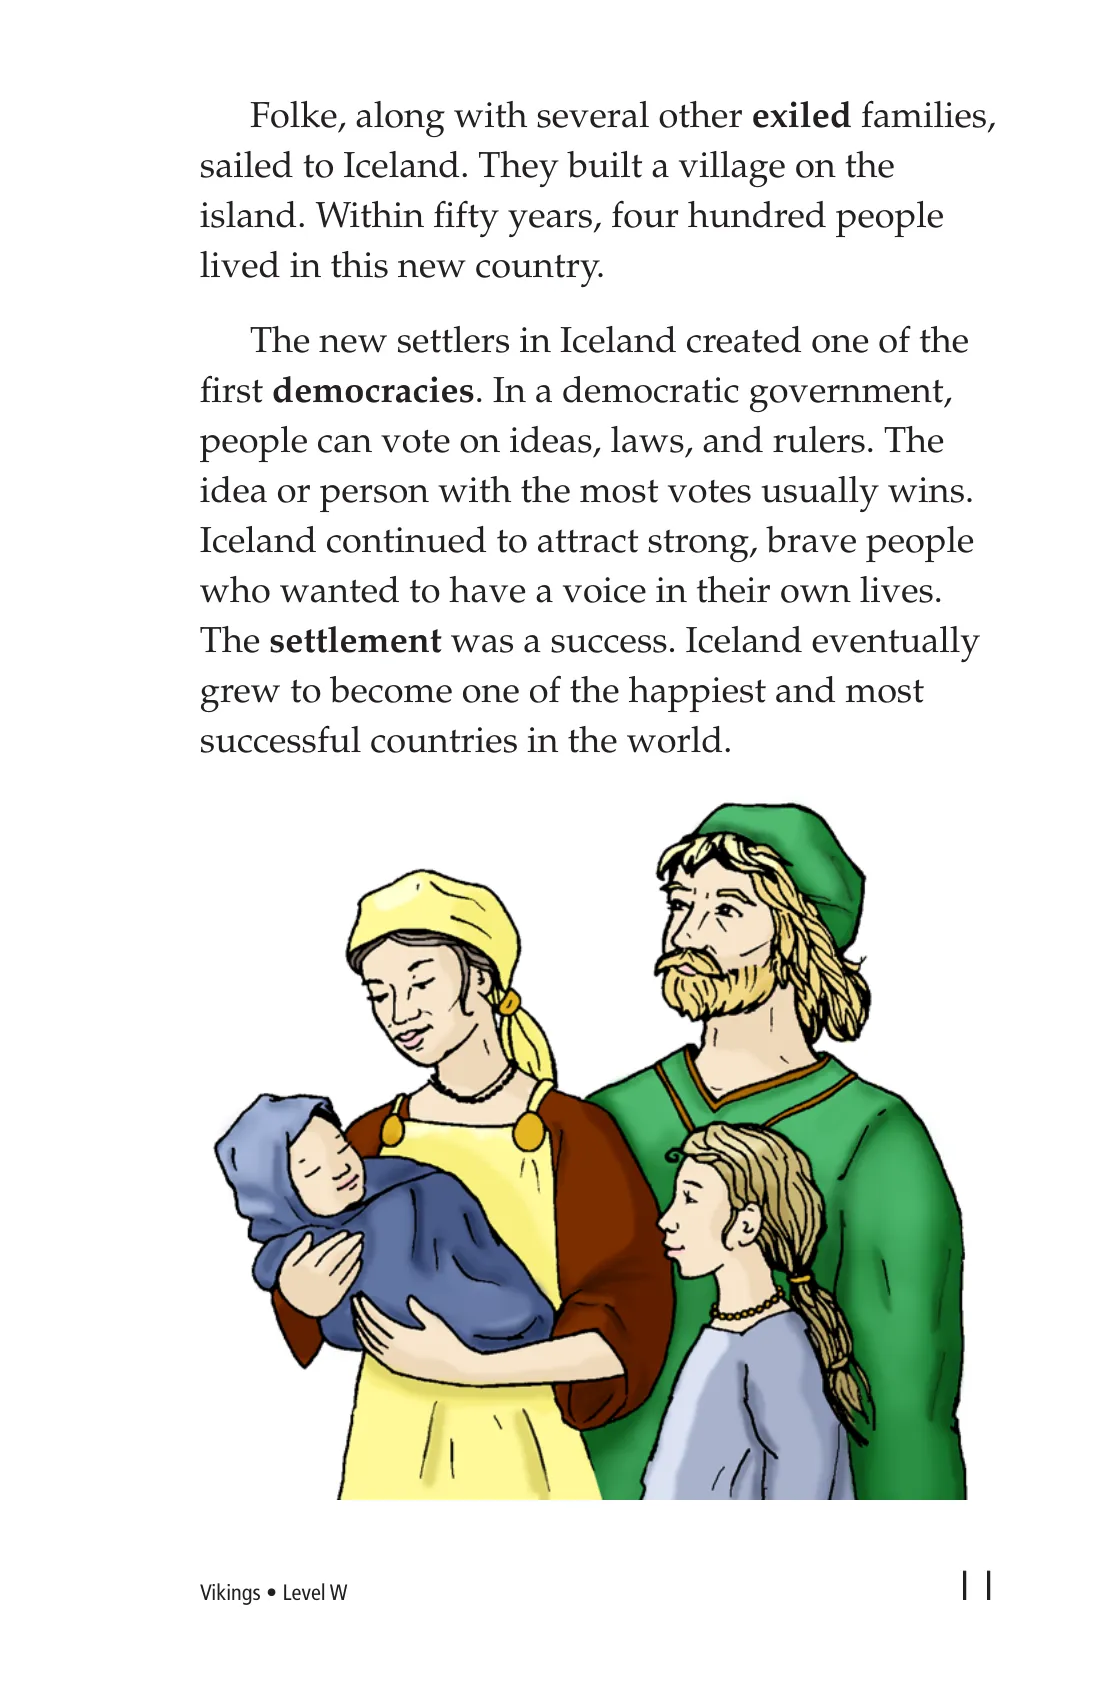 Folke, along with several other exiled families,
sailed to Iceland. They built a village on the
island. Within fifty years, four hundred people
lived in this new country.
The new settlers in Iceland created one of the
first democracies. In a democratic government,
people can vote on ideas, laws, and rulers. The
idea or person with the most votes usually wins.
Iceland continued to attract strong, brave people
who wanted to have a voice in their own lives.
The settlement was a success. Iceland eventually
grew to become one of the happiest and most
successful countries in the world.
Vikings • Level W
11